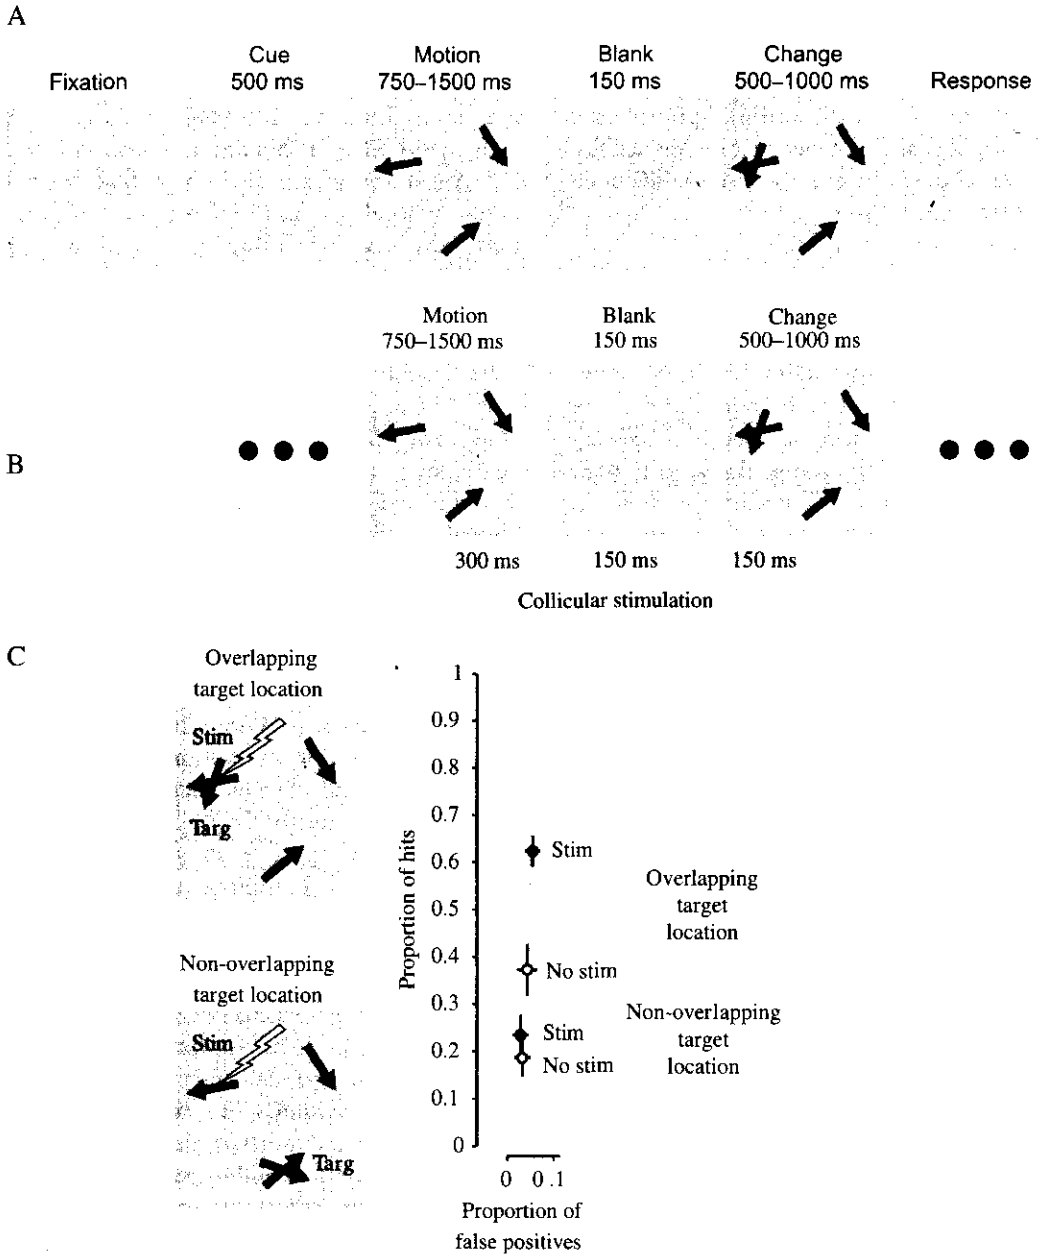 A
Fixation
Cue
500 ms
Motion
750–1500 ms
Blank
150 ms
Change
500–1000 ms
Response
B
Motion
750–1500 ms
Blank
150 ms
Change
500–1000 ms
300 ms
150 ms
150 ms
Collicular stimulation
C
Overlapping
target location
Stim
Targ
Non-overlapping
target location
Stim
Targ
Proportion of hits
1
0.9
0.8
0.7
0.6
0.5
0.4
0.3
0.2
0.1
0
Stim
No stim
Stim
No stim
Overlapping
target
location
Non-overlapping
target
location
0 0.1
Proportion of
false positives